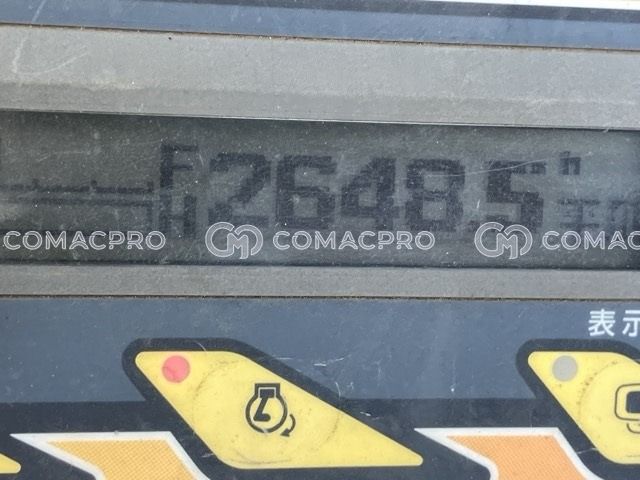 F 2648.5 h
H
COMACPRO COMACPRO COMACPRO
表示